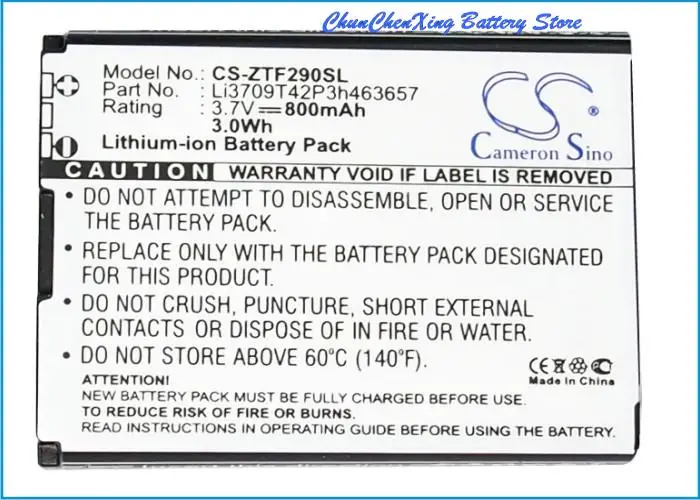 ChunChenXing Battery Store
Model No.: CS-ZTF290SL
Part No.: Li3709T42P3h463657
Rating: 3.7V⎓800mAh
3.0Wh
Lithium-ion Battery Pack
CS
Cameron Sino
CAUTION WARRANTY VOID IF LABEL IS REMOVED
• DO NOT ATTEMPT TO DISASSEMBLE, OPEN OR SERVICE
THE BATTERY PACK.
• REPLACE ONLY WITH THE BATTERY PACK DESIGNATED
FOR THIS PRODUCT.
• DO NOT CRUSH, PUNCTURE, SHORT EXTERNAL
CONTACTS OR DISPOSE OF IN FIRE OR WATER.
• DO NOT STORE ABOVE 60°C (140°F).
CE
Made In China
ATTENTION!
NEW BATTERY PACK MUST BE FULLY CHARGED BEFORE USE.
TO REDUCE RISK OF FIRE OR BURNS.
READ USER'S OPERATING GUIDE BEFORE USING BATTERY PACK